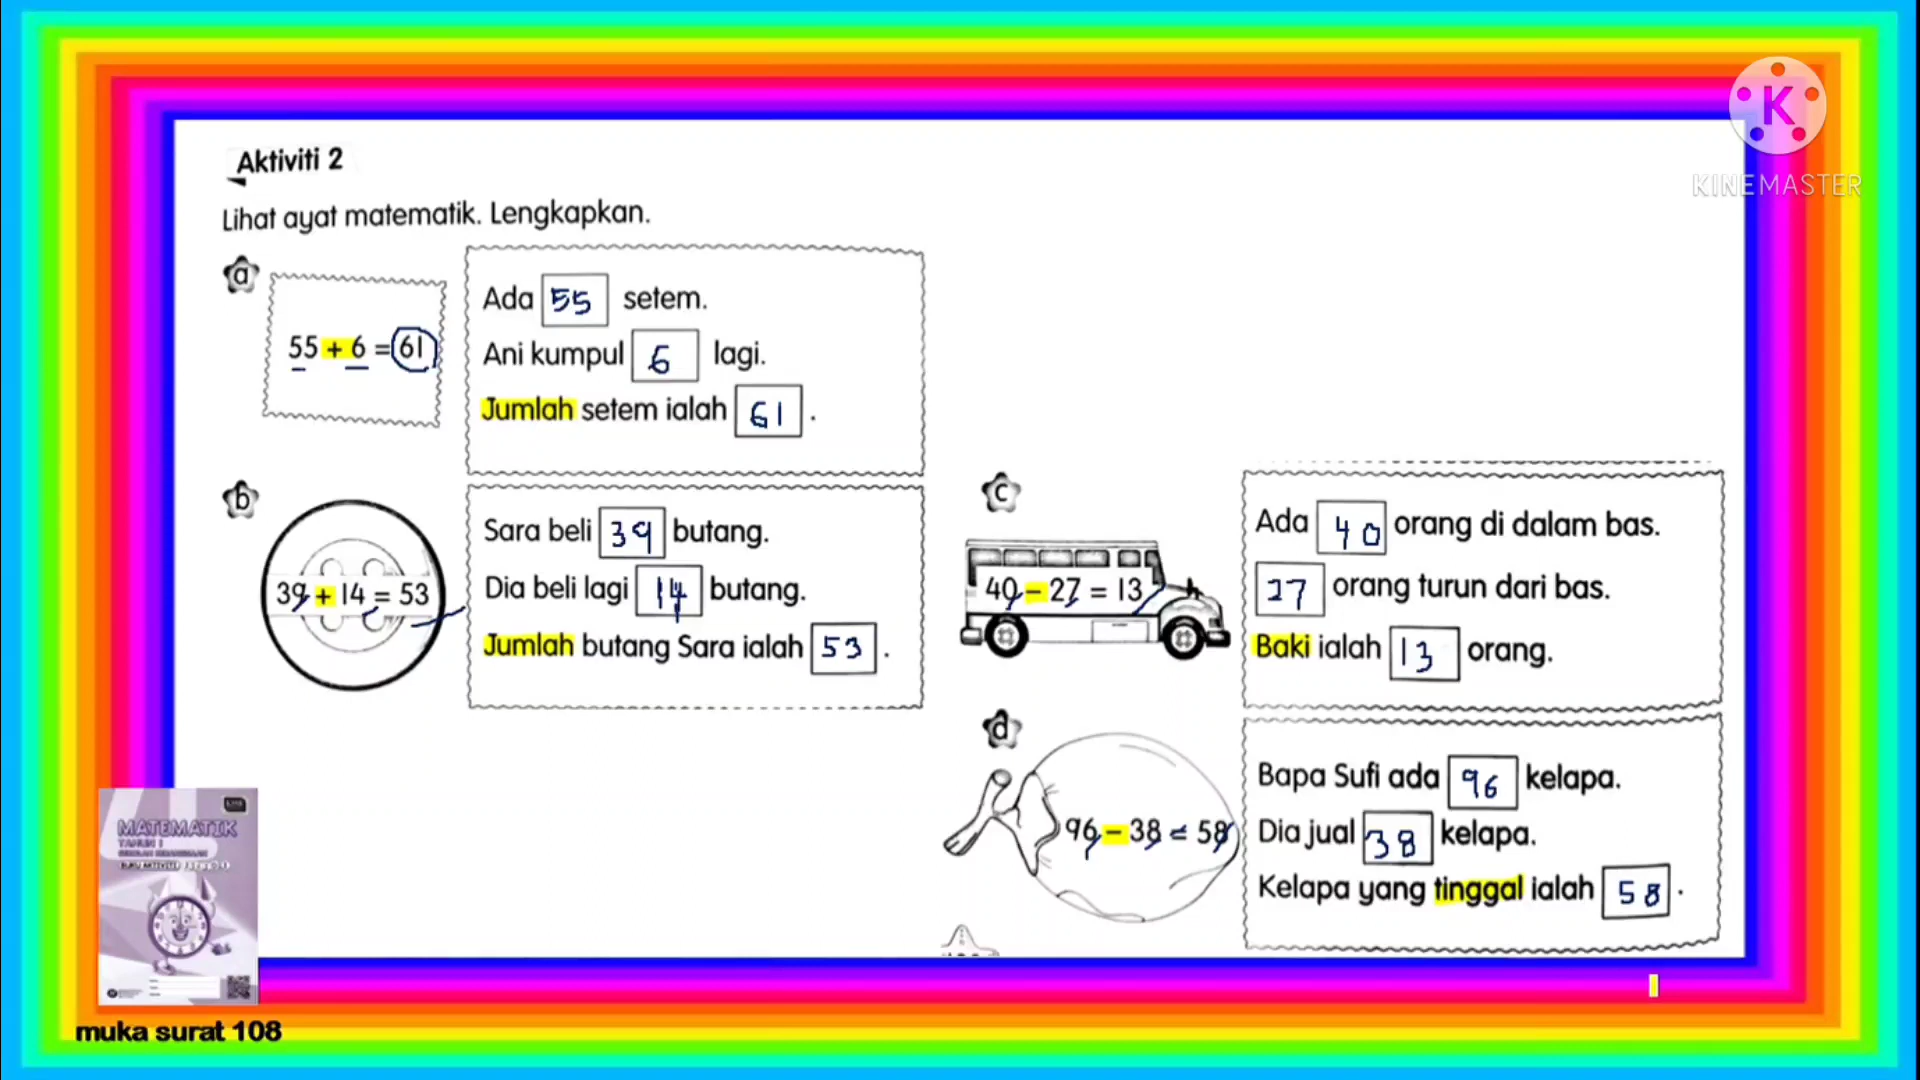 K
KINEMASTER
Aktiviti 2
Lihat ayat matematik. Lengkapkan.
a
55 + 6 = 61
Ada 55 setem.
Ani kumpul 6 lagi.
Jumlah setem ialah 61 .
b
39 + 14 = 53
Sara beli 39 butang.
Dia beli lagi 14 butang.
Jumlah butang Sara ialah 53 .
c
40 - 27 = 13
Ada 40 orang di dalam bas.
27 orang turun dari bas.
Baki ialah 13 orang.
d
96 - 38 = 58
Bapa Sufi ada 96 kelapa.
Dia jual 38 kelapa.
Kelapa yang tinggal ialah 58 .
MATEMATIK
TAHUN 1
muka surat 108